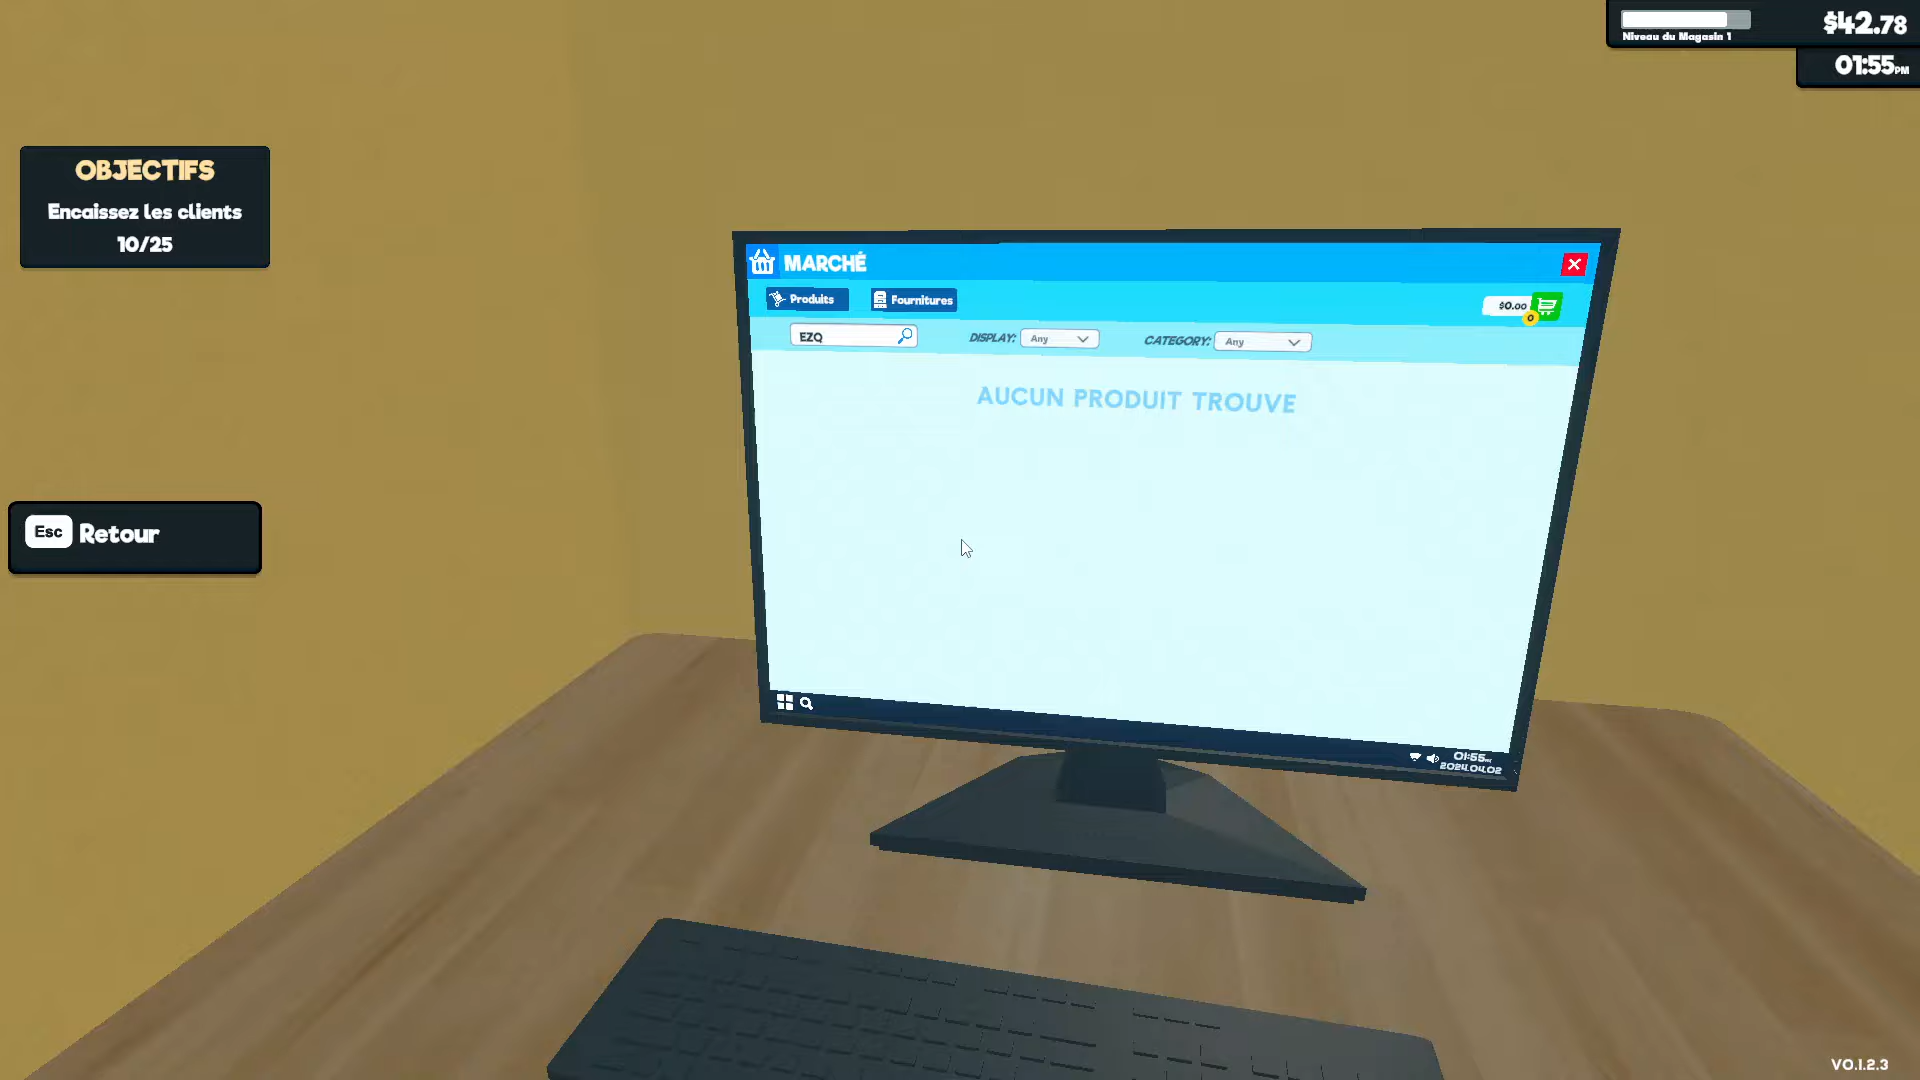 Niveau du Magasin 1
$42.78
01:55PM
OBJECTIFS
Encaissez les clients
10/25
Esc Retour
MARCHÉ
Produits
Fournitures
$0.00
0
EZQ
DISPLAY: Any
CATEGORY: Any
AUCUN PRODUIT TROUVE
01:55PM
2024.04.02
V0.1.2.3